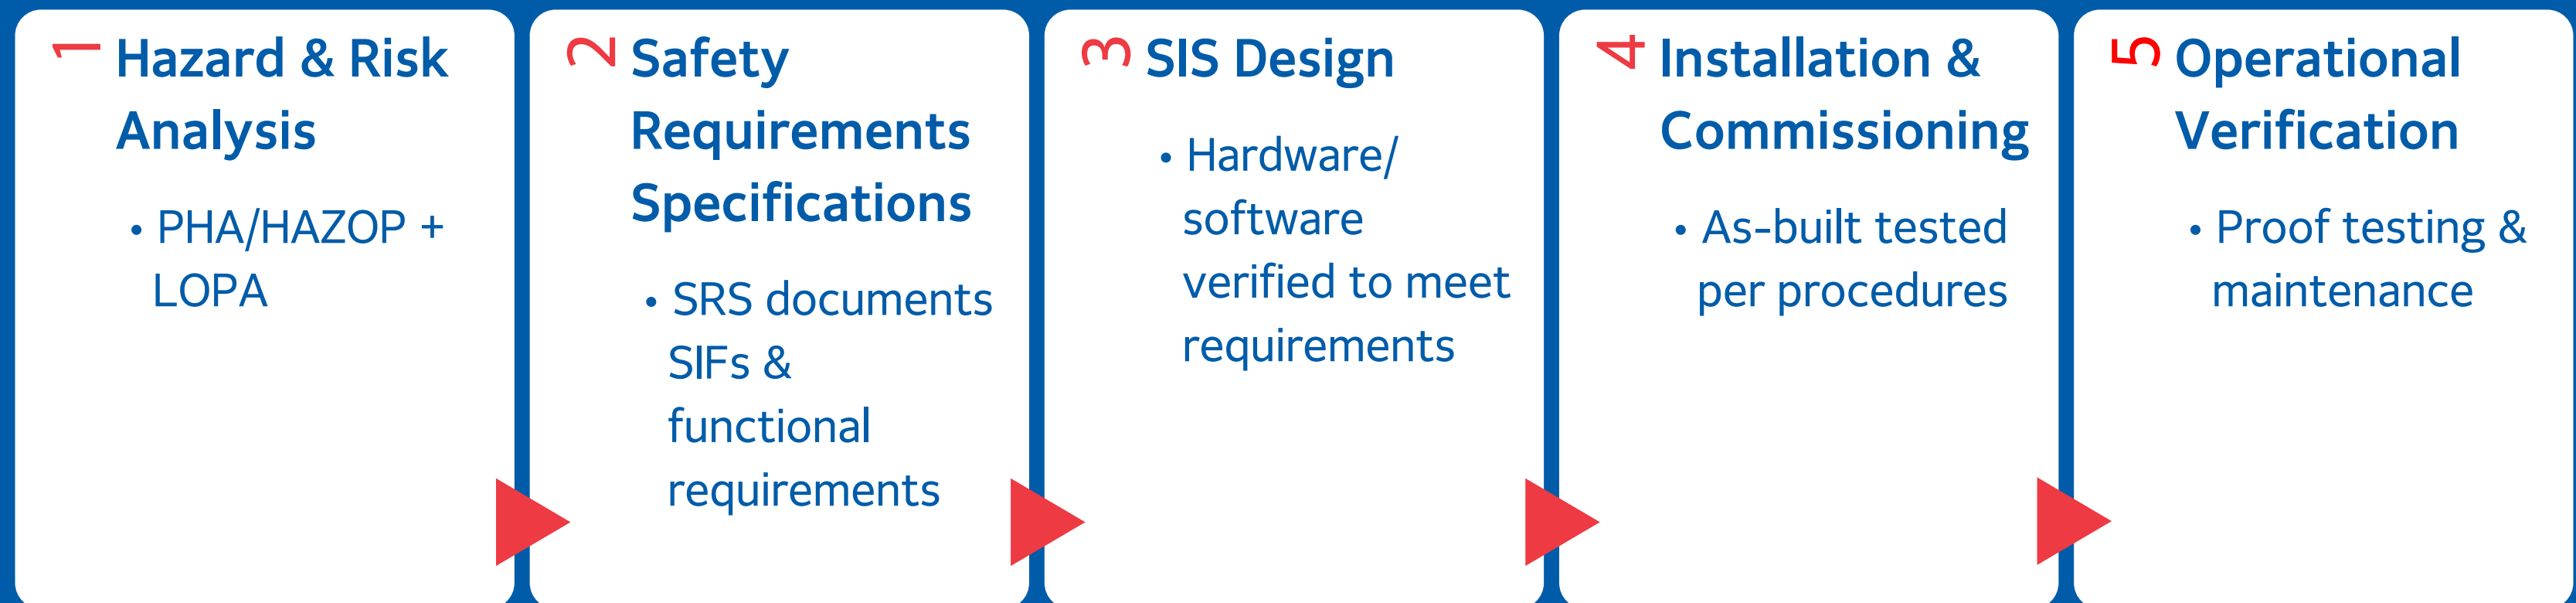 1 Hazard & Risk
Analysis
• PHA/HAZOP +
LOPA
2 Safety
Requirements
Specifications
• SRS documents
SIFs &
functional
requirements
3 SIS Design
• Hardware/
software
verified to meet
requirements
4 Installation &
Commissioning
• As-built tested
per procedures
5 Operational
Verification
• Proof testing &
maintenance